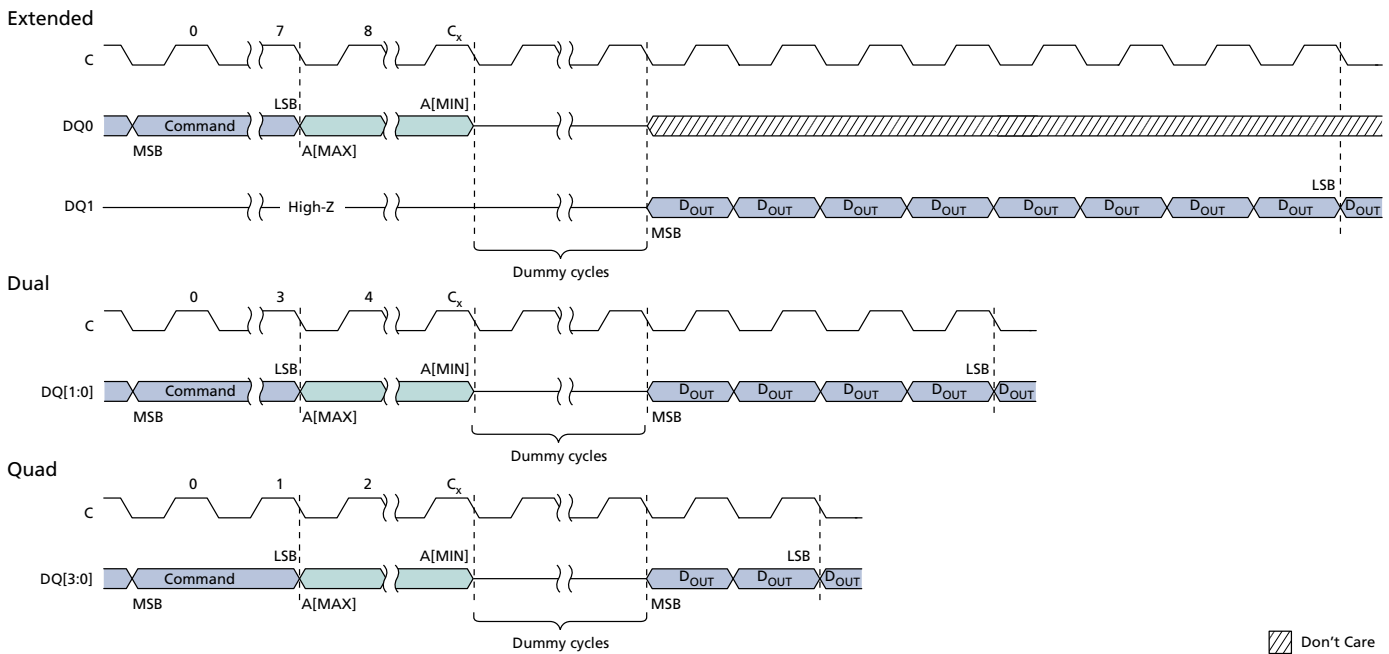 Extended
0 7 8 Cx
C
LSB A[MIN]
DQ0 Command
MSB A[MAX]
LSB
DQ1 High-Z DOUT DOUT DOUT DOUT DOUT DOUT DOUT DOUT DOUT
MSB
Dummy cycles
Dual
0 3 4 Cx
C
LSB A[MIN] LSB
DQ[1:0] Command DOUT DOUT DOUT DOUT DOUT
MSB A[MAX] MSB
Dummy cycles
Quad
0 1 2 Cx
C
LSB A[MIN] LSB
DQ[3:0] Command DOUT DOUT DOUT
MSB A[MAX] MSB
Dummy cycles
Don't Care